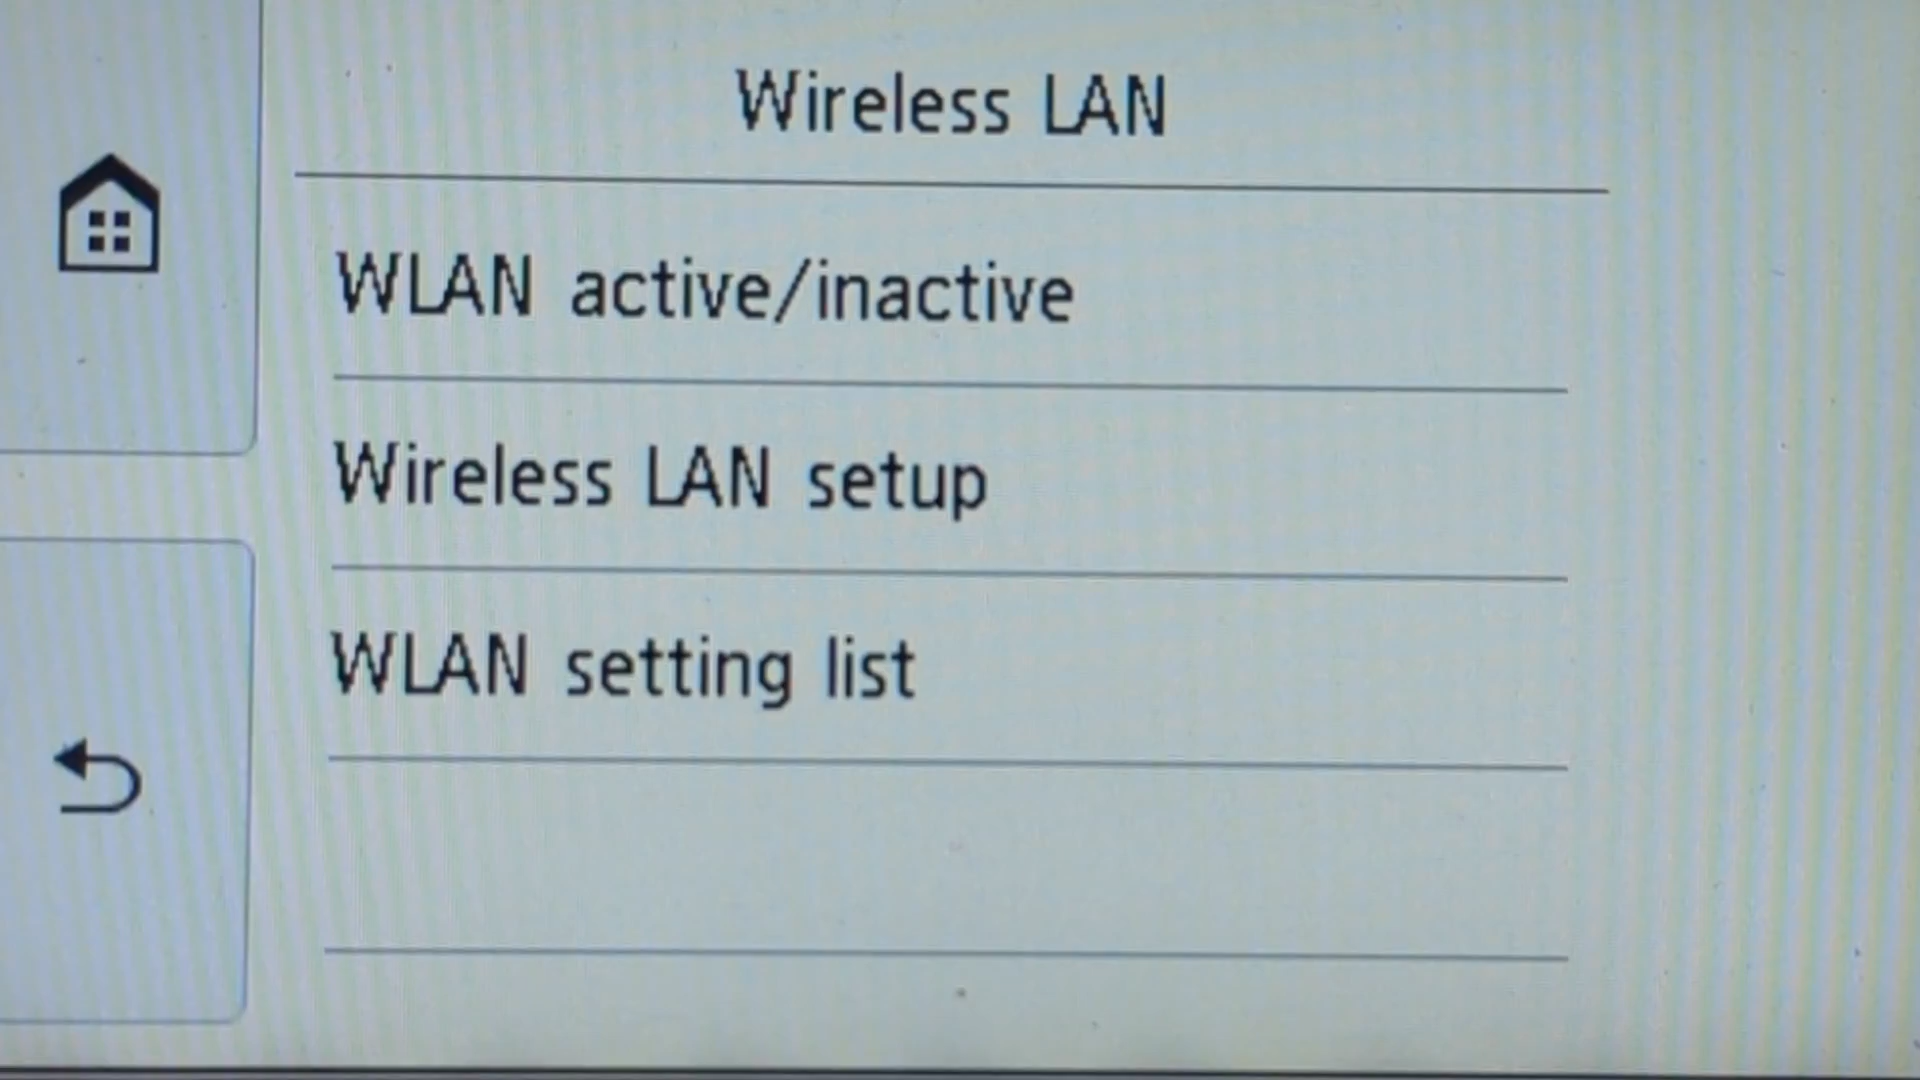 Wireless LAN
WLAN active/inactive
Wireless LAN setup
WLAN setting list